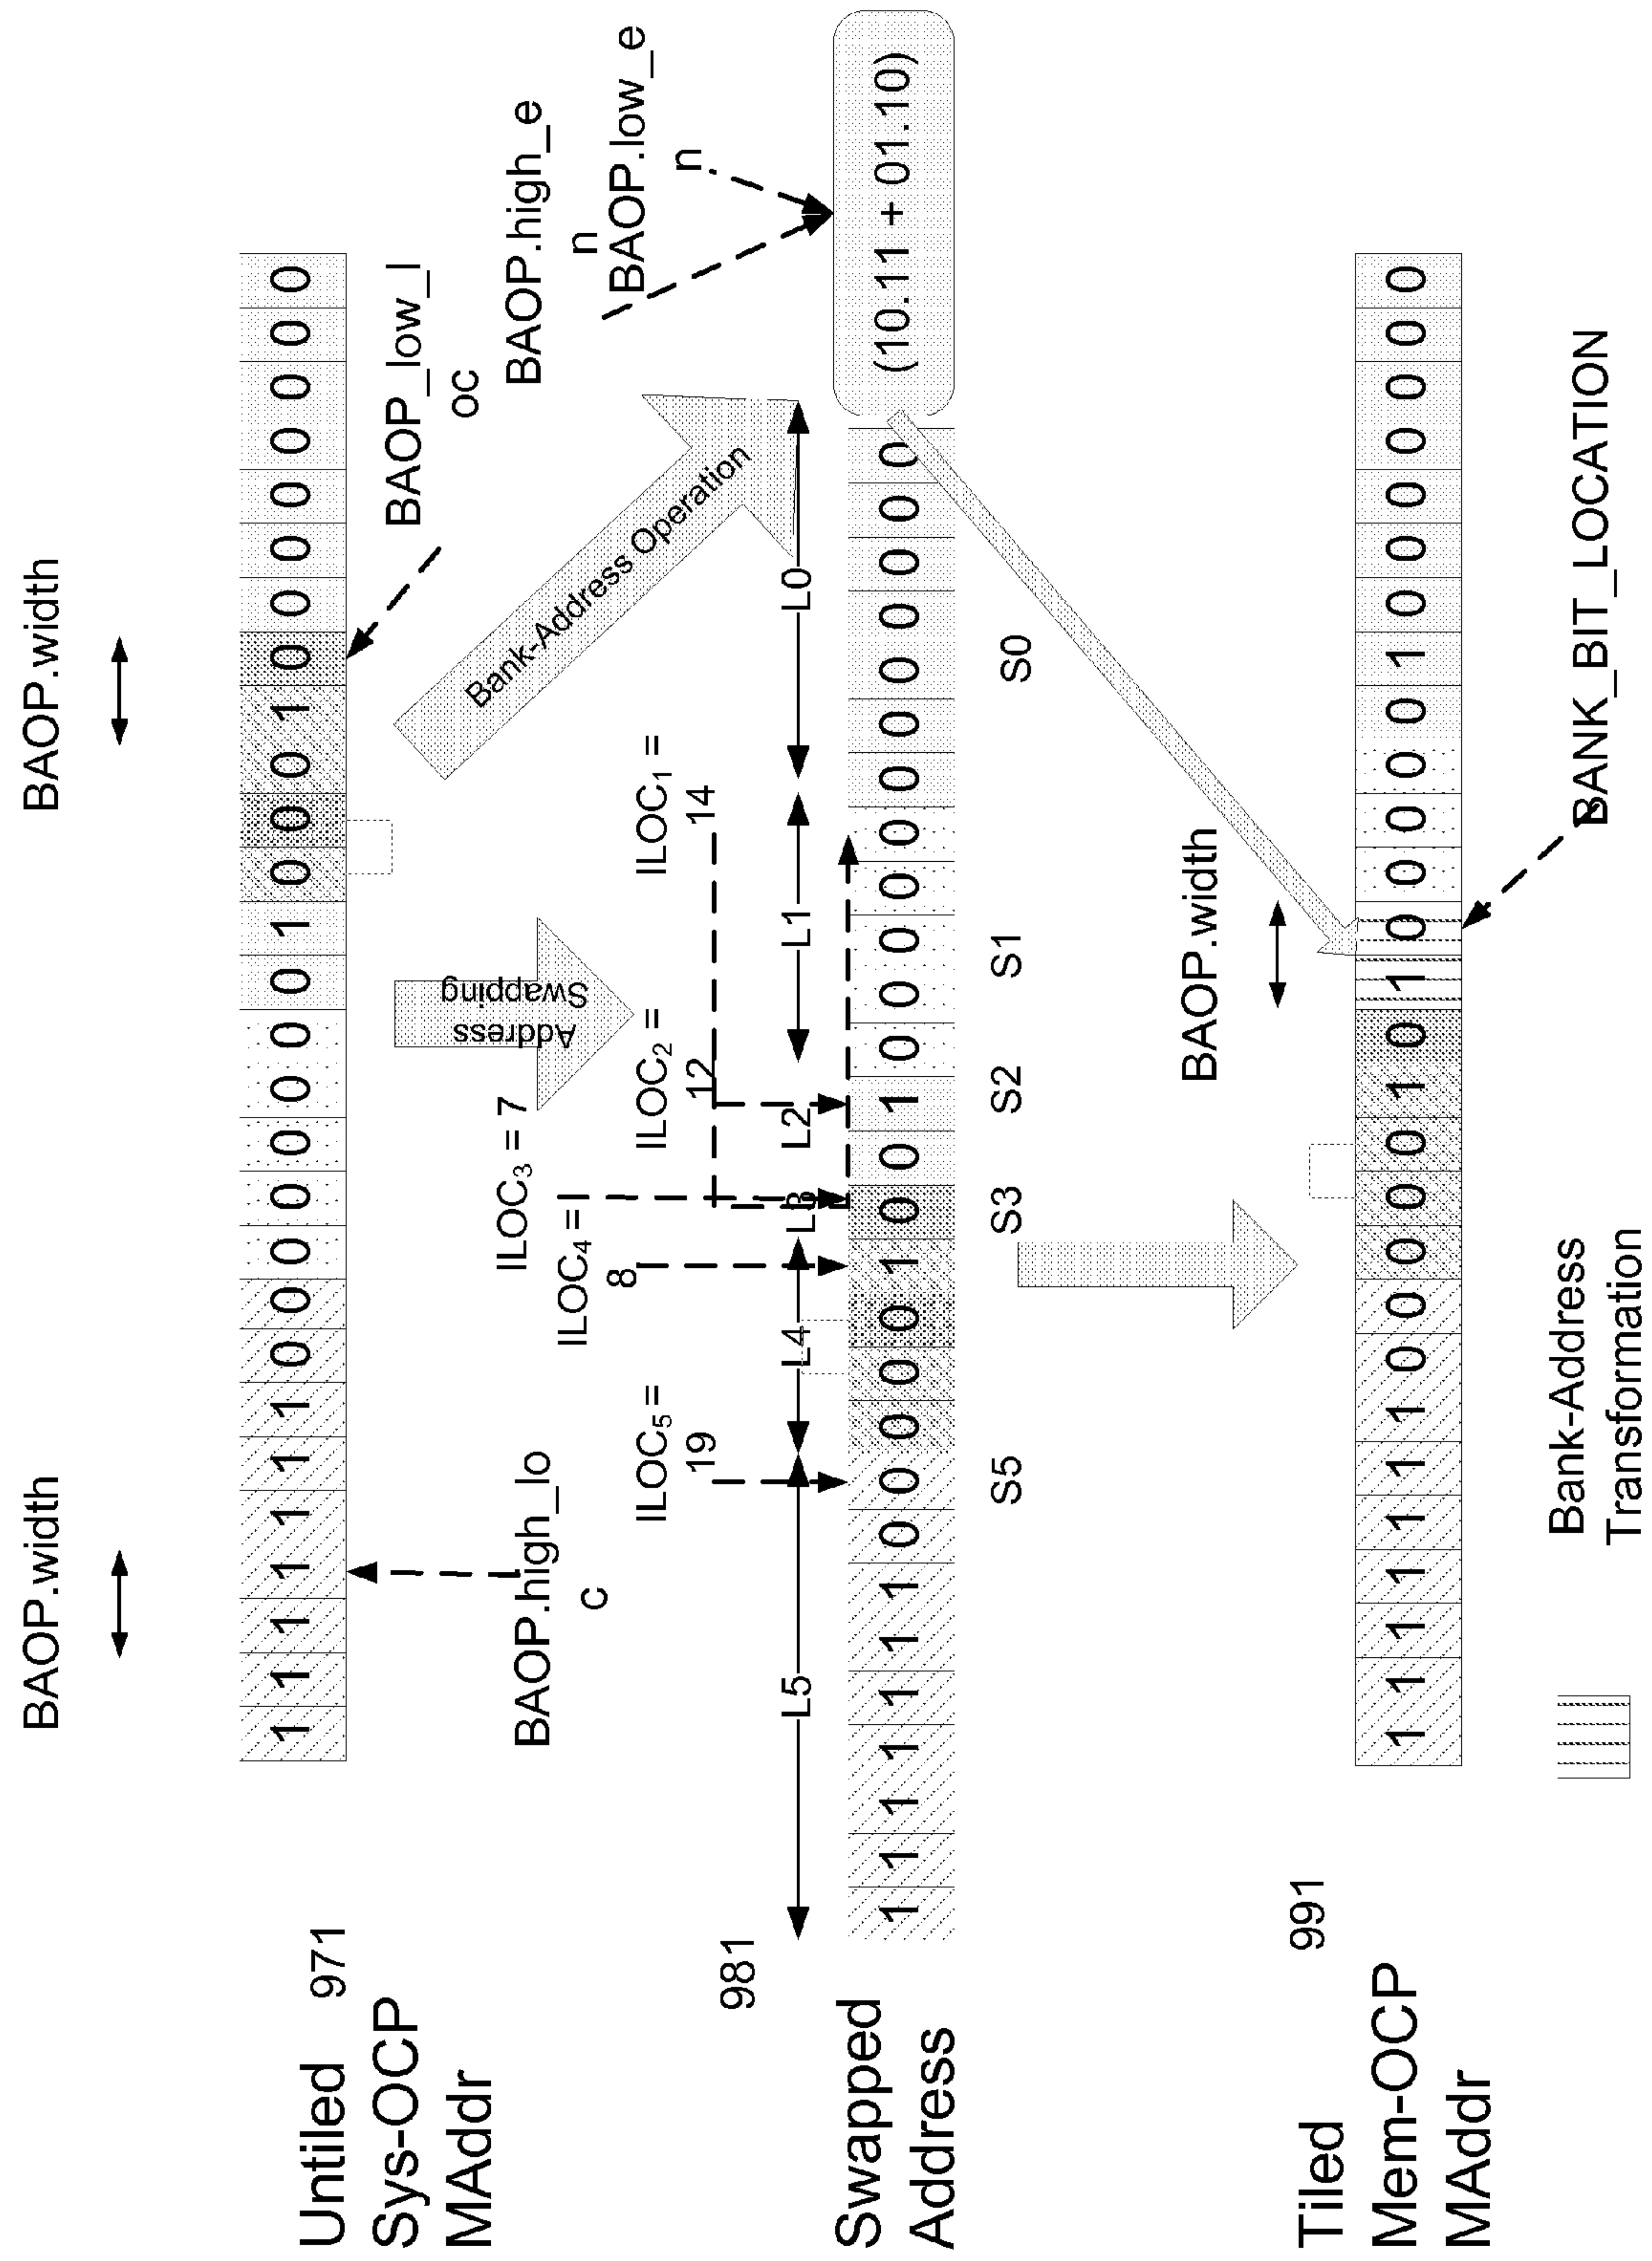 BAOP.width
BAOP.width
971
Untiled
Sys-OCP
MAddr
1 1 1 1 1 1 1 0 0 0 0 0 0 0 0 1 0 0 0 1 0 0 0 0 0 0 0 0
BAOP.high_lo
c
Address
Swapping
Bank-Address Operation
BAOP_low_l
oc
BAOP.high_e
n
BAOP.low_e
n
ILOC5 =
19
ILOC4 =
8
ILOC3 = 7
ILOC2 =
12
ILOC1 =
14
981
L5
L4
L3
L2
L1
L0
Swapped
Address
1 1 1 1 1 1 1 0 0 0 0 0 1 0 0 1 0 0 0 0 0 0 0 0 0 0 0 0
(10.11 + 01.10)
S5
S3
S2
S1
S0
BAOP.width
991
Tiled
Mem-OCP
MAddr
1 1 1 1 1 1 1 0 0 0 0 0 1 0 1 0 0 0 0 0 1 0 0 0 0 0 0 0
Bank-Address
Transformation
BANK_BIT_LOCATION